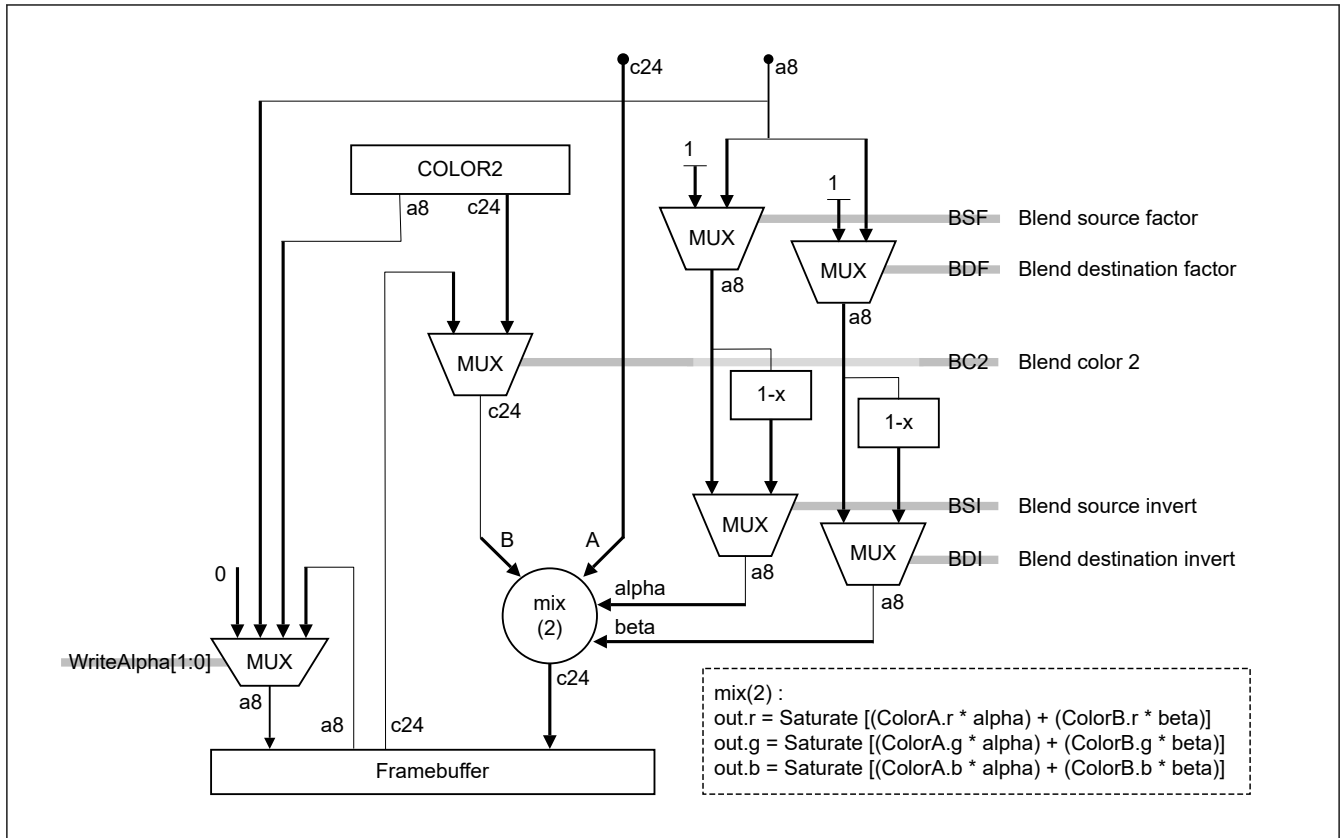 c24
a8
COLOR2
a8
c24
1
1
MUX
BSF Blend source factor
MUX
BDF Blend destination factor
a8
a8
MUX
BC2 Blend color 2
c24
1-x
1-x
MUX
BSI Blend source invert
MUX
BDI Blend destination invert
B
A
a8
a8
0
mix
(2)
alpha
beta
WriteAlpha[1:0]
MUX
a8
a8
c24
c24
Framebuffer
mix(2) :
out.r = Saturate [(ColorA.r * alpha) + (ColorB.r * beta)]
out.g = Saturate [(ColorA.g * alpha) + (ColorB.g * beta)]
out.b = Saturate [(ColorA.b * alpha) + (ColorB.b * beta)]